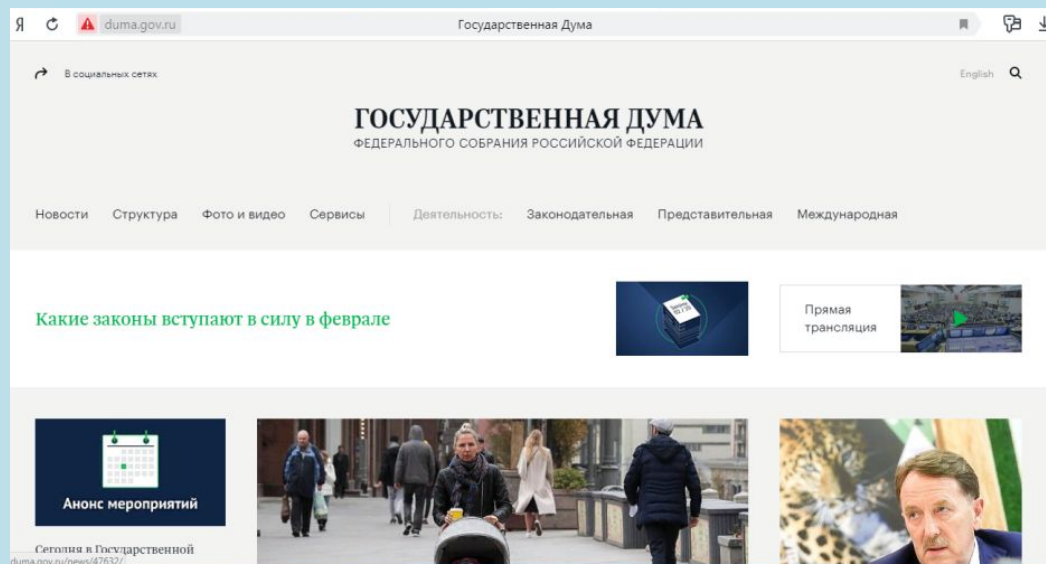 Я duma.gov.ru Государственная Дума
В социальных сетях English
ГОСУДАРСТВЕННАЯ ДУМА
ФЕДЕРАЛЬНОГО СОБРАНИЯ РОССИЙСКОЙ ФЕДЕРАЦИИ
Новости Структура Фото и видео Сервисы Деятельность: Законодательная Представительная Международная
Какие законы вступают в силу в феврале
Прямая
трансляция
Анонс мероприятий
Сегодня в Государственной
duma.gov.ru/news/47632/